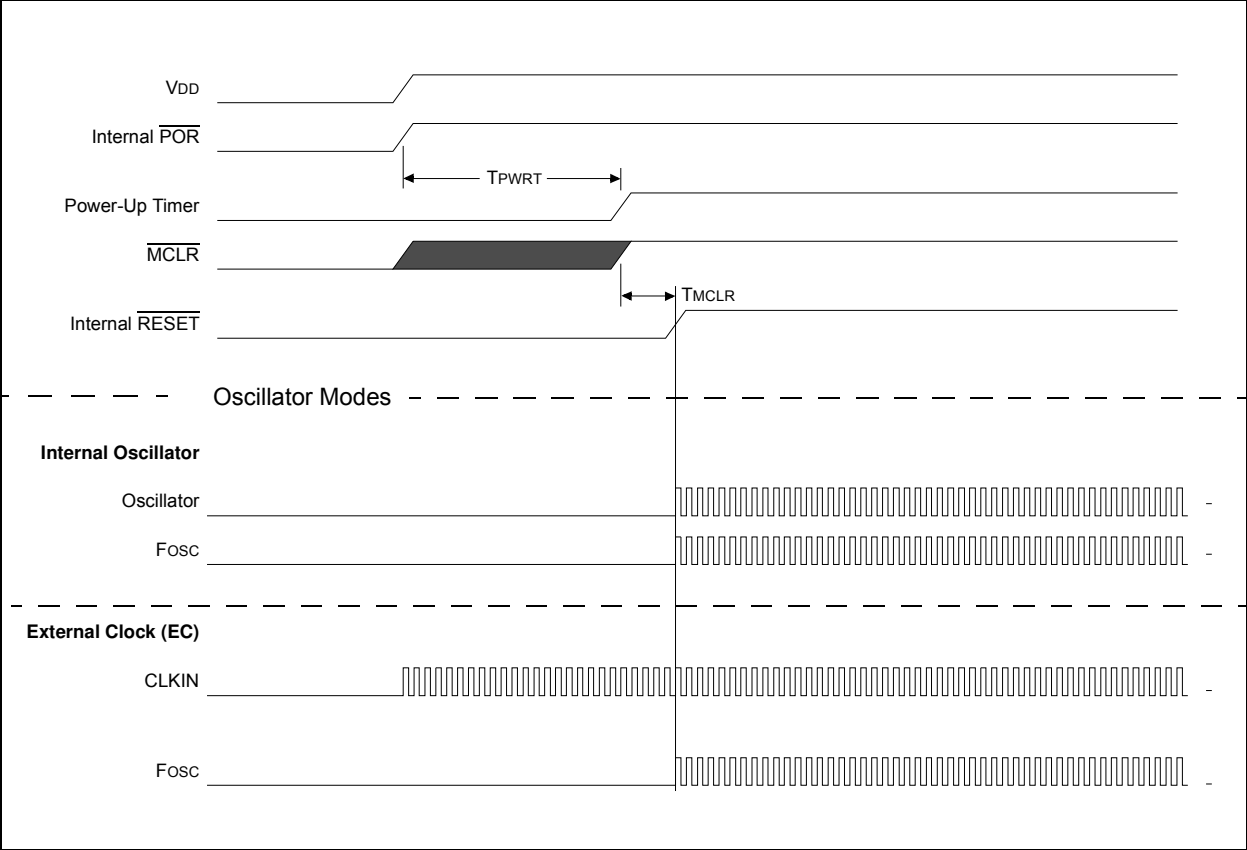 VDD
Internal POR
TPWRT
Power-Up Timer
MCLR
TMCLR
Internal RESET
Oscillator Modes
Internal Oscillator
Oscillator
FOSC
External Clock (EC)
CLKIN
FOSC